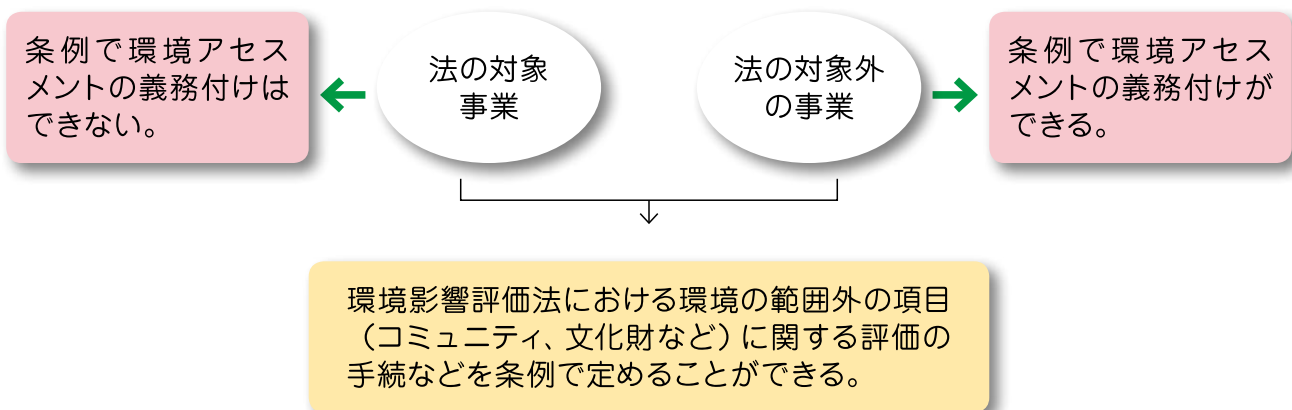 条例で環境アセス
メントの義務付けは
できない。
法の対象
事業
法の対象外
の事業
条例で環境アセス
メントの義務付けが
できる。
環境影響評価法における環境の範囲外の項目
（コミュニティ、文化財など）に関する評価の
手続などを条例で定めることができる。